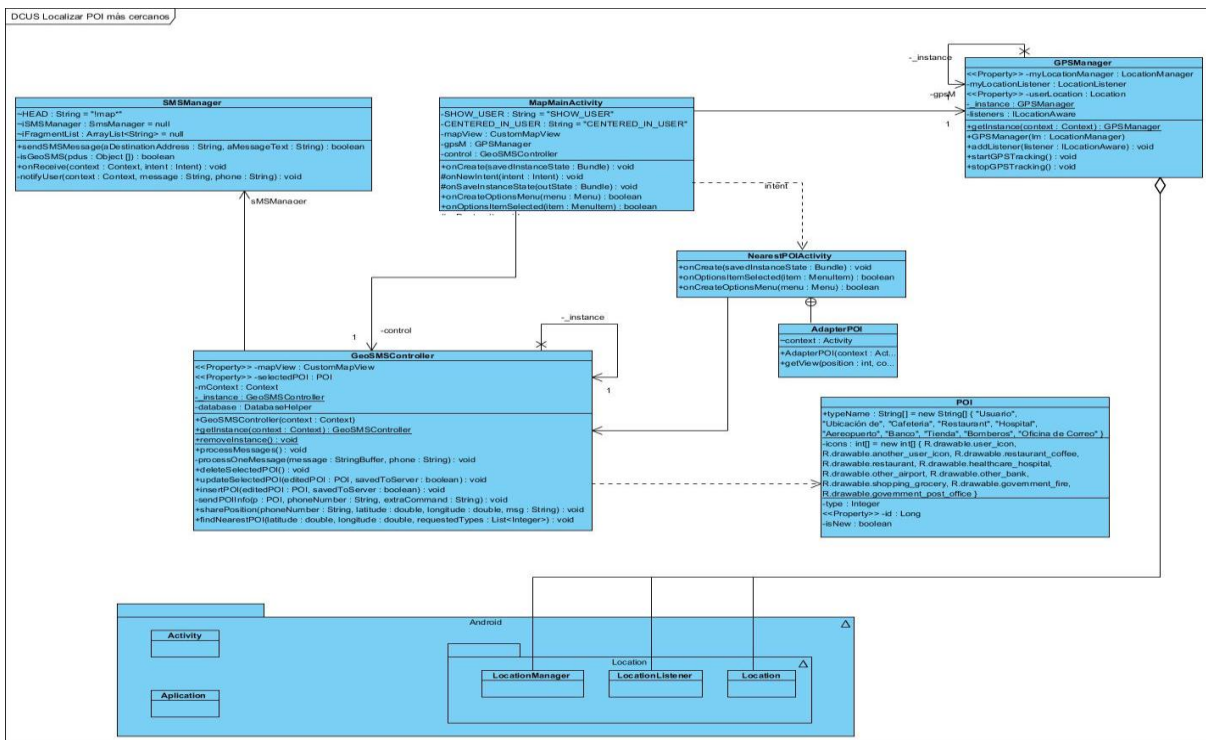 DCUS Localizar POI más cercanos
SMSManager
~HEAD : String = "!map*"
~iSMSManager : SmsManager = null
~iFragmentList : ArrayList<String> = null
+sendSMSMessage(aDestinationAddress : String, aMessageText : String) : boolean
-isGeoSMS(pdus : Object []) : boolean
+onReceive(context : Context, intent : Intent) : void
-notifyUser(context : Context, message : String, phone : String) : void
sMSManager
MapMainActivity
-SHOW_USER : String = "SHOW_USER"
-CENTERED_IN_USER : String = "CENTERED_IN_USER"
-mapView : CustomMapView
-gpsM : GPSManager
-control : GeoSMSController
+onCreate(savedInstanceState : Bundle) : void
#onNewIntent(intent : Intent) : void
#onSaveInstanceState(outState : Bundle) : void
+onCreateOptionsMenu(menu : Menu) : boolean
+onOptionsItemSelected(item : MenuItem) : boolean
-_instance
-gpsM
1
1
GPSManager
<<Property>> -myLocationManager : LocationManager
-myLocationListener : LocationListener
<<Property>> -userLocation : Location
-_instance : GPSManager
-listeners : ILocationAware
+getInstance(context : Context) : GPSManager
+GPSManager(lm : LocationManager)
+addListener(listener : ILocationAware) : void
+startGPSTracking() : void
+stopGPSTracking() : void
intent
NearestPOIActivity
+onCreate(savedInstanceState : Bundle) : void
+onOptionsItemSelected(item : MenuItem) : boolean
+onCreateOptionsMenu(menu : Menu) : boolean
AdapterPOI
~context : Activity
+AdapterPOI(context : Act...
+getView(position : int, co...
-control
1
-_instance
1
GeoSMSController
<<Property>> -mapView : CustomMapView
<<Property>> -selectedPOI : POI
-mContext : Context
-_instance : GeoSMSController
-database : DatabaseHelper
+GeoSMSController(context : Context)
+getInstance(context : Context) : GeoSMSController
+removeInstance() : void
+processMessages() : void
-processOneMessage(message : StringBuffer, phone : String) : void
+deleteSelectedPOI() : void
+updateSelectedPOI(editedPOI : POI, savedToServer : boolean) : void
+insertPOI(editedPOI : POI, savedToServer : boolean) : void
-sendPOIInfo(p : POI, phoneNumber : String, extraCommand : String) : void
+sharePosition(phoneNumber : String, latitude : double, longitude : double, msg : String) : void
+findNearestPOI(latitude : double, longitude : double, requestedTypes : List<Integer>) : void
POI
+typeName : String[] = new String[] { "Usuario",
"Ubicación de", "Cafeteria", "Restaurant", "Hospital",
"Aereopuerto", "Banco", "Tienda", "Bomberos", "Oficina de Correo" }
-icons : int[] = new int[] { R.drawable.user_icon,
R.drawable.another_user_icon, R.drawable.restaurant_coffee,
R.drawable.restaurant, R.drawable.healthcare_hospital,
R.drawable.other_airport, R.drawable.other_bank,
R.drawable.shopping_grocery, R.drawable.government_fire,
R.drawable.government_post_office }
-type : Integer
<<Property>> -id : Long
-isNew : boolean
Android
Activity
Aplication
Location
LocationManager
LocationListener
Location